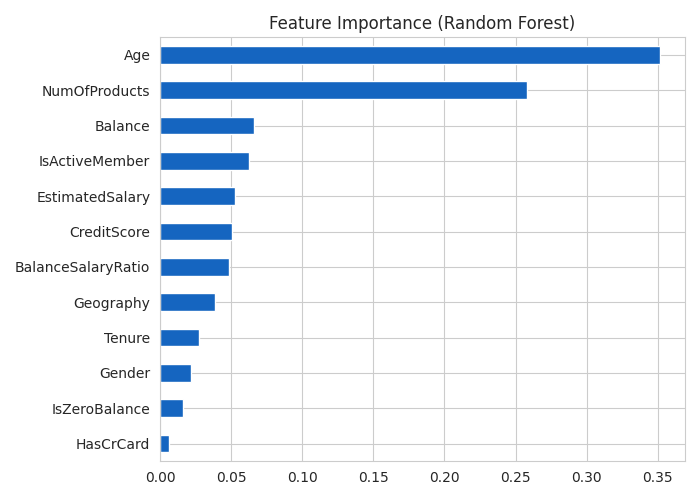 Feature Importance (Random Forest)
Age
NumOfProducts
Balance
IsActiveMember
EstimatedSalary
CreditScore
BalanceSalaryRatio
Geography
Tenure
Gender
IsZeroBalance
HasCrCard
0.00 0.05 0.10 0.15 0.20 0.25 0.30 0.35